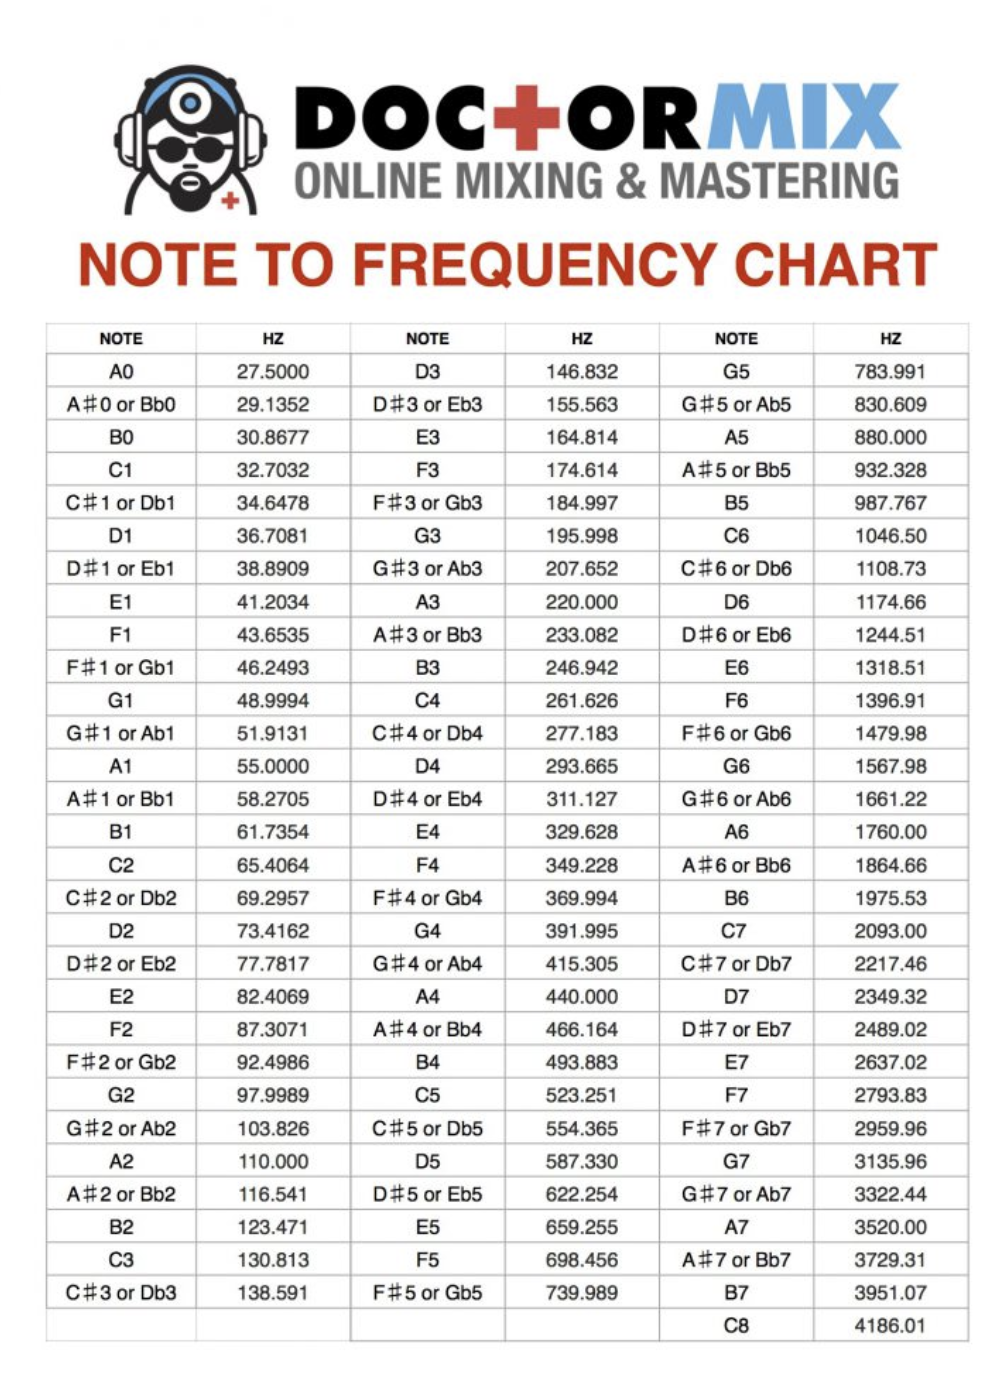 DOCTORMIX
ONLINE MIXING & MASTERING
NOTE TO FREQUENCY CHART
NOTE HZ NOTE HZ NOTE HZ
A0 27.5000 D3 146.832 G5 783.991
A♯0 or Bb0 29.1352 D♯3 or Eb3 155.563 G♯5 or Ab5 830.609
B0 30.8677 E3 164.814 A5 880.000
C1 32.7032 F3 174.614 A♯5 or Bb5 932.328
C♯1 or Db1 34.6478 F♯3 or Gb3 184.997 B5 987.767
D1 36.7081 G3 195.998 C6 1046.50
D♯1 or Eb1 38.8909 G♯3 or Ab3 207.652 C♯6 or Db6 1108.73
E1 41.2034 A3 220.000 D6 1174.66
F1 43.6535 A♯3 or Bb3 233.082 D♯6 or Eb6 1244.51
F♯1 or Gb1 46.2493 B3 246.942 E6 1318.51
G1 48.9994 C4 261.626 F6 1396.91
G♯1 or Ab1 51.9131 C♯4 or Db4 277.183 F♯6 or Gb6 1479.98
A1 55.0000 D4 293.665 G6 1567.98
A♯1 or Bb1 58.2705 D♯4 or Eb4 311.127 G♯6 or Ab6 1661.22
B1 61.7354 E4 329.628 A6 1760.00
C2 65.4064 F4 349.228 A♯6 or Bb6 1864.66
C♯2 or Db2 69.2957 F♯4 or Gb4 369.994 B6 1975.53
D2 73.4162 G4 391.995 C7 2093.00
D♯2 or Eb2 77.7817 G♯4 or Ab4 415.305 C♯7 or Db7 2217.46
E2 82.4069 A4 440.000 D7 2349.32
F2 87.3071 A♯4 or Bb4 466.164 D♯7 or Eb7 2489.02
F♯2 or Gb2 92.4986 B4 493.883 E7 2637.02
G2 97.9989 C5 523.251 F7 2793.83
G♯2 or Ab2 103.826 C♯5 or Db5 554.365 F♯7 or Gb7 2959.96
A2 110.000 D5 587.330 G7 3135.96
A♯2 or Bb2 116.541 D♯5 or Eb5 622.254 G♯7 or Ab7 3322.44
B2 123.471 E5 659.255 A7 3520.00
C3 130.813 F5 698.456 A♯7 or Bb7 3729.31
C♯3 or Db3 138.591 F♯5 or Gb5 739.989 B7 3951.07
C8 4186.01